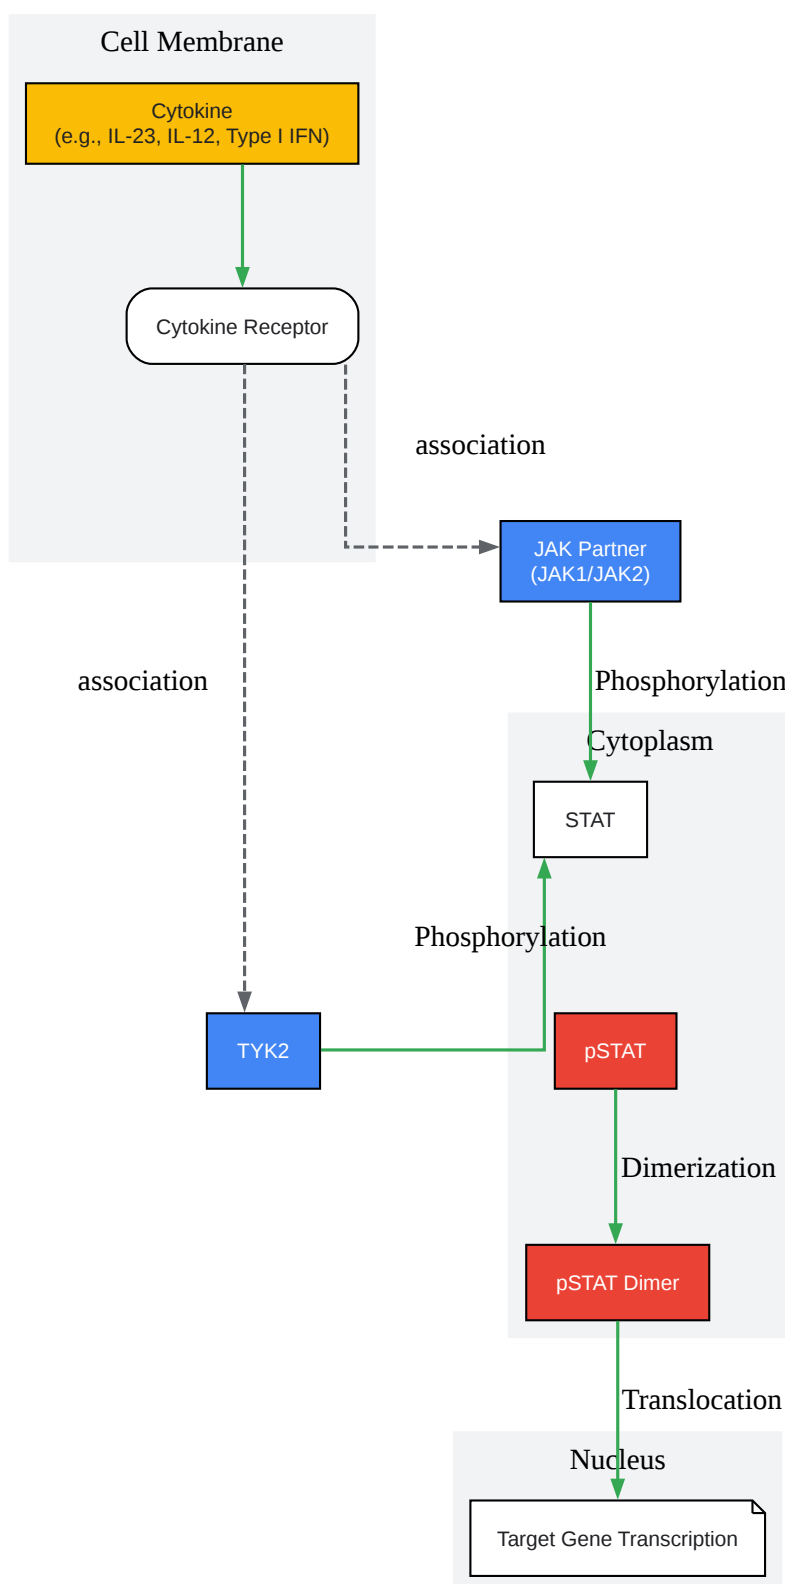 Cell Membrane
Cytokine
(e.g., IL-23, IL-12, Type I IFN)
Cytokine Receptor
association
JAK Partner
(JAK1/JAK2)
association
Phosphorylation
Cytoplasm
STAT
Phosphorylation
TYK2
pSTAT
Dimerization
pSTAT Dimer
Translocation
Nucleus
Target Gene Transcription